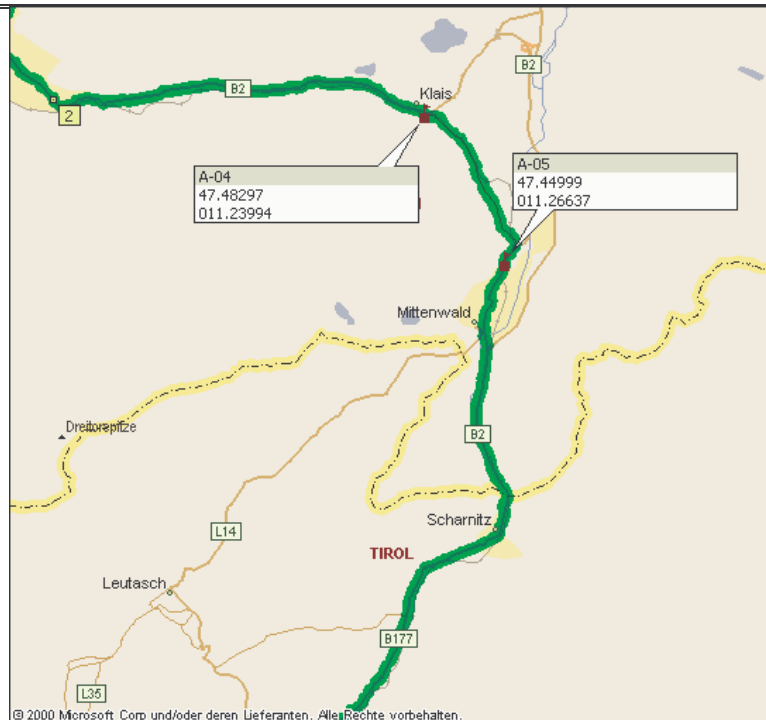 B2
B2
Klais
2
A-04
47.48297
011.23994
A-05
47.44999
011.26637
Mittenwald
Dreitorspitze
B2
Scharnitz
L14
TIROL
Leutasch
B177
L35
© 2000 Microsoft Corp und/oder deren Lieferanten. Alle Rechte vorbehalten.